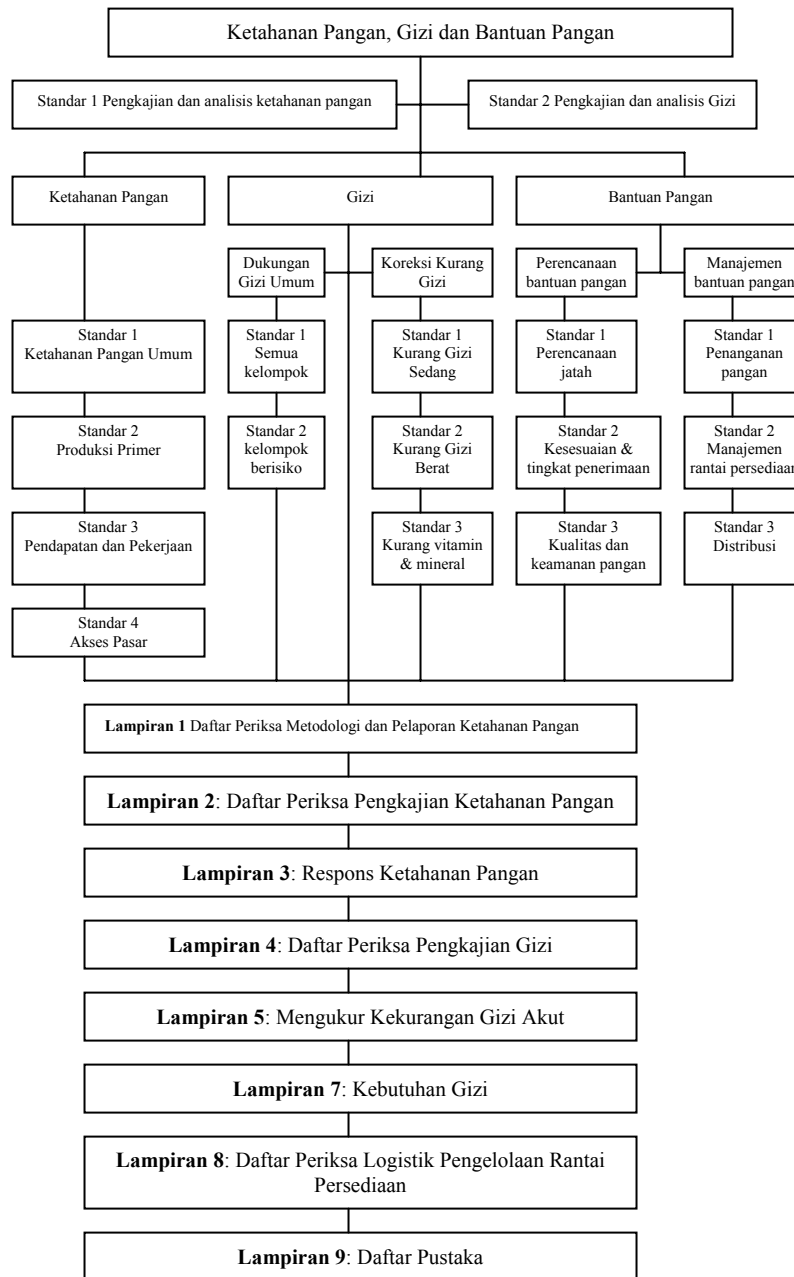 Ketahanan Pangan, Gizi dan Bantuan Pangan
Standar 1 Pengkajian dan analisis ketahanan pangan
Standar 2 Pengkajian dan analisis Gizi
Ketahanan Pangan
Gizi
Bantuan Pangan
Dukungan
Gizi Umum
Koreksi Kurang
Gizi
Perencanaan
bantuan pangan
Manajemen
bantuan pangan
Standar 1
Ketahanan Pangan Umum
Standar 1
Semua
kelompok
Standar 1
Kurang Gizi
Sedang
Standar 1
Perencanaan
jatah
Standar 1
Penanganan
pangan
Standar 2
Produksi Primer
Standar 2
kelompok
berisiko
Standar 2
Kurang Gizi
Berat
Standar 2
Kesesuaian &
tingkat penerimaan
Standar 2
Manajemen
rantai persediaan
Standar 3
Pendapatan dan Pekerjaan
Standar 3
Kurang vitamin
& mineral
Standar 3
Kualitas dan
keamanan pangan
Standar 3
Distribusi
Standar 4
Akses Pasar
Lampiran 1 Daftar Periksa Metodologi dan Pelaporan Ketahanan Pangan
Lampiran 2: Daftar Periksa Pengkajian Ketahanan Pangan
Lampiran 3: Respons Ketahanan Pangan
Lampiran 4: Daftar Periksa Pengkajian Gizi
Lampiran 5: Mengukur Kekurangan Gizi Akut
Lampiran 7: Kebutuhan Gizi
Lampiran 8: Daftar Periksa Logistik Pengelolaan Rantai
Persediaan
Lampiran 9: Daftar Pustaka